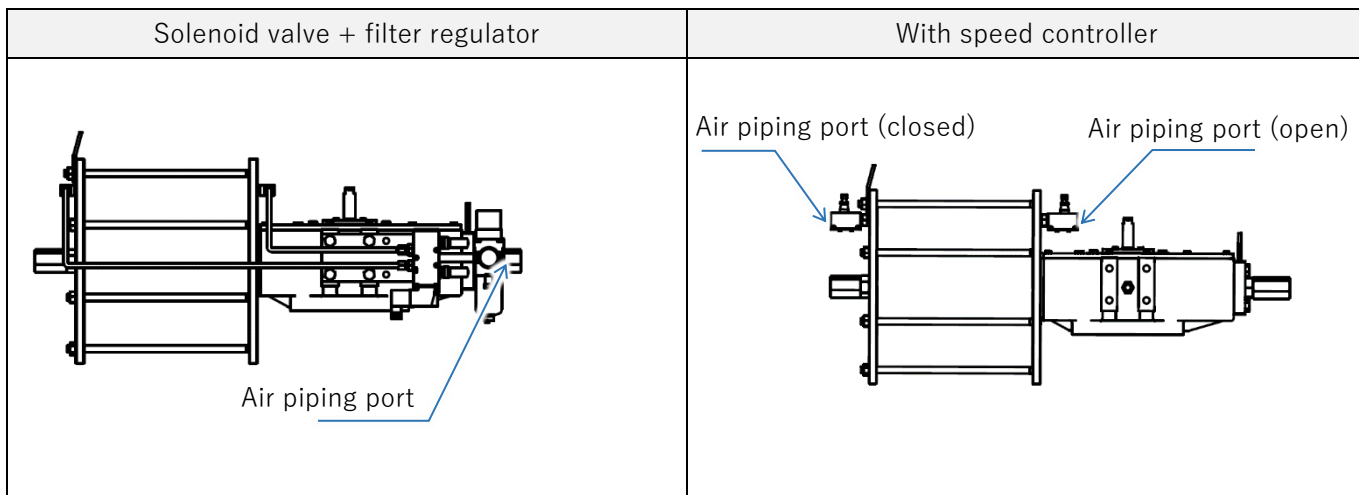 Solenoid valve + filter regulator
With speed controller
Air piping port
Air piping port (closed)
Air piping port (open)